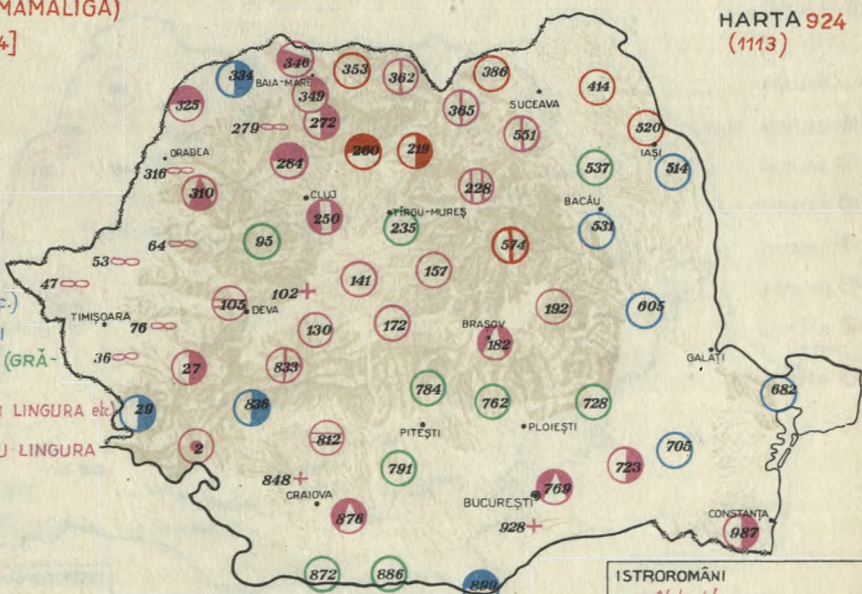 MAMALIGA)
4]
HARTA 924
(1113)
346
353
362
386
334
BAIA-MARE
349
414
325
365
SUCEAVA
279
272
551
520
IAȘI
ORADEA
284
260
219
316
537
514
310
228
CLUJ
250
TÎRGU-MUREȘ
235
BACĂU
531
95
64
574
53
157
47
141
102
105
DEVA
192
605
c.)
TIMIȘOARA
76
130
172
BRAȘOV
182
I
(GRĂ-
36
GALAȚI
27
833
29
836
784
762
728
682
LINGURA etc.
PITEȘTI
PLOIEȘTI
U LINGURA
2
812
705
791
723
848
CRAIOVA
876
BUCUREȘTI
769
928
CONSTANȚA
987
872
886
899
ISTROROMÂNI